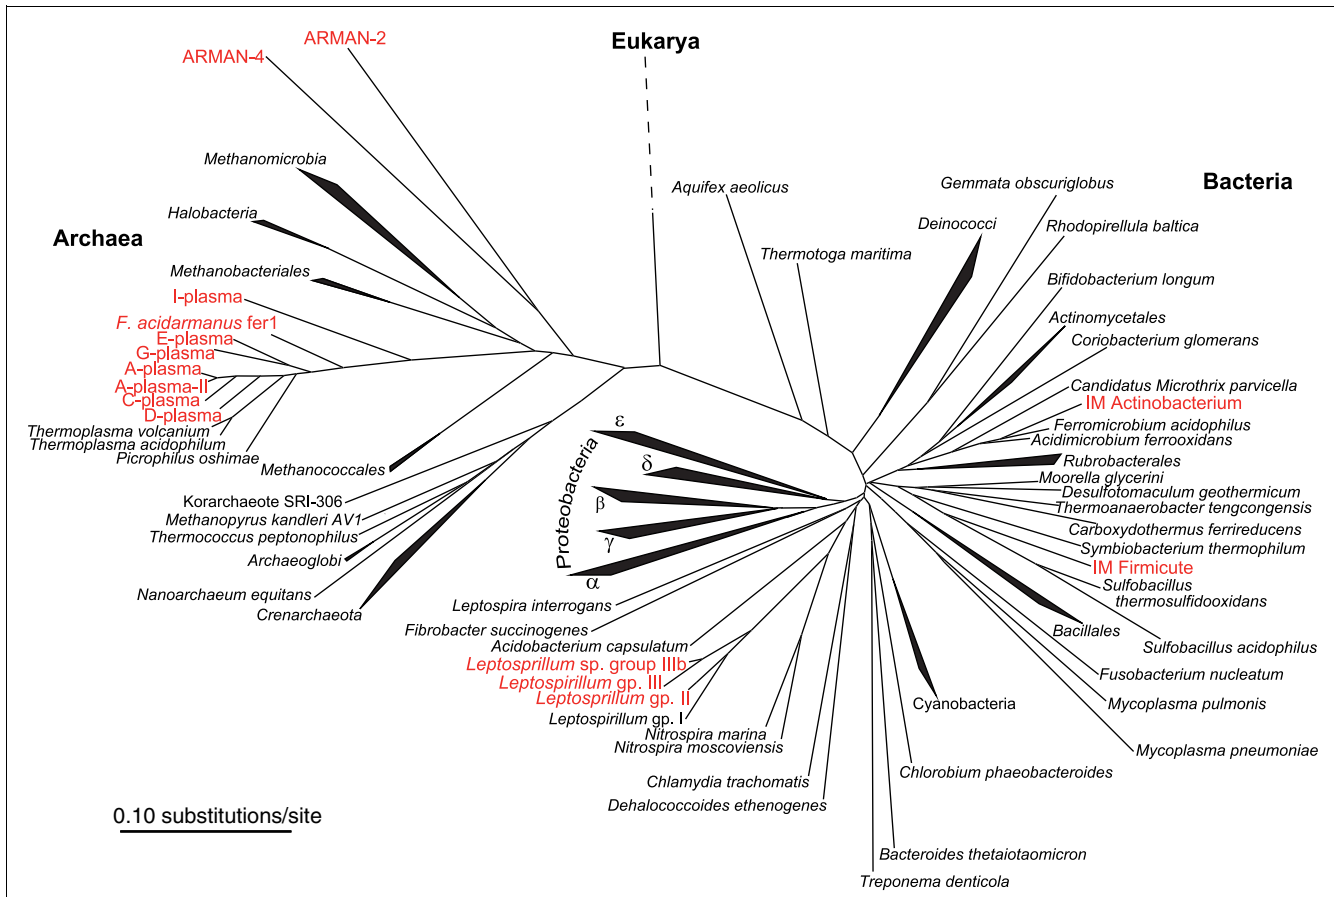 ARMAN-2
ARMAN-4
Eukarya
Methanomicrobia
Aquifex aeolicus
Gemmata obscuriglobus
Bacteria
Halobacteria
Deinococci
Rhodopirellula baltica
Archaea
Thermotoga maritima
Methanobacteriales
Bifidobacterium longum
I-plasma
F. acidarmanus fer1
Actinomycetales
E-plasma
Coriobacterium glomerans
G-plasma
A-plasma
Candidatus Microthrix parvicella
A-plasma-II
C-plasma
IM Actinobacterium
D-plasma
Ferromicrobium acidophilus
Thermoplasma volcanium
Acidimicrobium ferrooxidans
Thermoplasma acidophilum
Picrophilus oshimae
Rubrobacterales
Methanococcales
Moorella glycerini
Desulfotomaculum geothermicum
Korarchaeote SRI-306
Thermoanaerobacter tengcongensis
Methanopyrus kandleri AV1
Carboxydothermus ferrireducens
Thermococcus peptonophilus
Symbiobacterium thermophilum
Archaeoglobi
IM Firmicute
Nanoarchaeum equitans
Sulfobacillus
thermosulfidooxidans
Crenarchaeota
Proteobacteria
ε
δ
β
γ
α
Leptospira interrogans
Fibrobacter succinogenes
Bacillales
Acidobacterium capsulatum
Sulfobacillus acidophilus
Leptosprillum sp. group IIIb
Leptospirillum gp. III
Fusobacterium nucleatum
Leptosprillum gp. II
Cyanobacteria
Mycoplasma pulmonis
Leptospirillum gp. I
Nitrospira marina
Nitrospira moscoviensis
Mycoplasma pneumoniae
Chlorobium phaeobacteroides
Chlamydia trachomatis
Dehalococcoides ethenogenes
0.10 substitutions/site
Bacteroides thetaiotaomicron
Treponema denticola